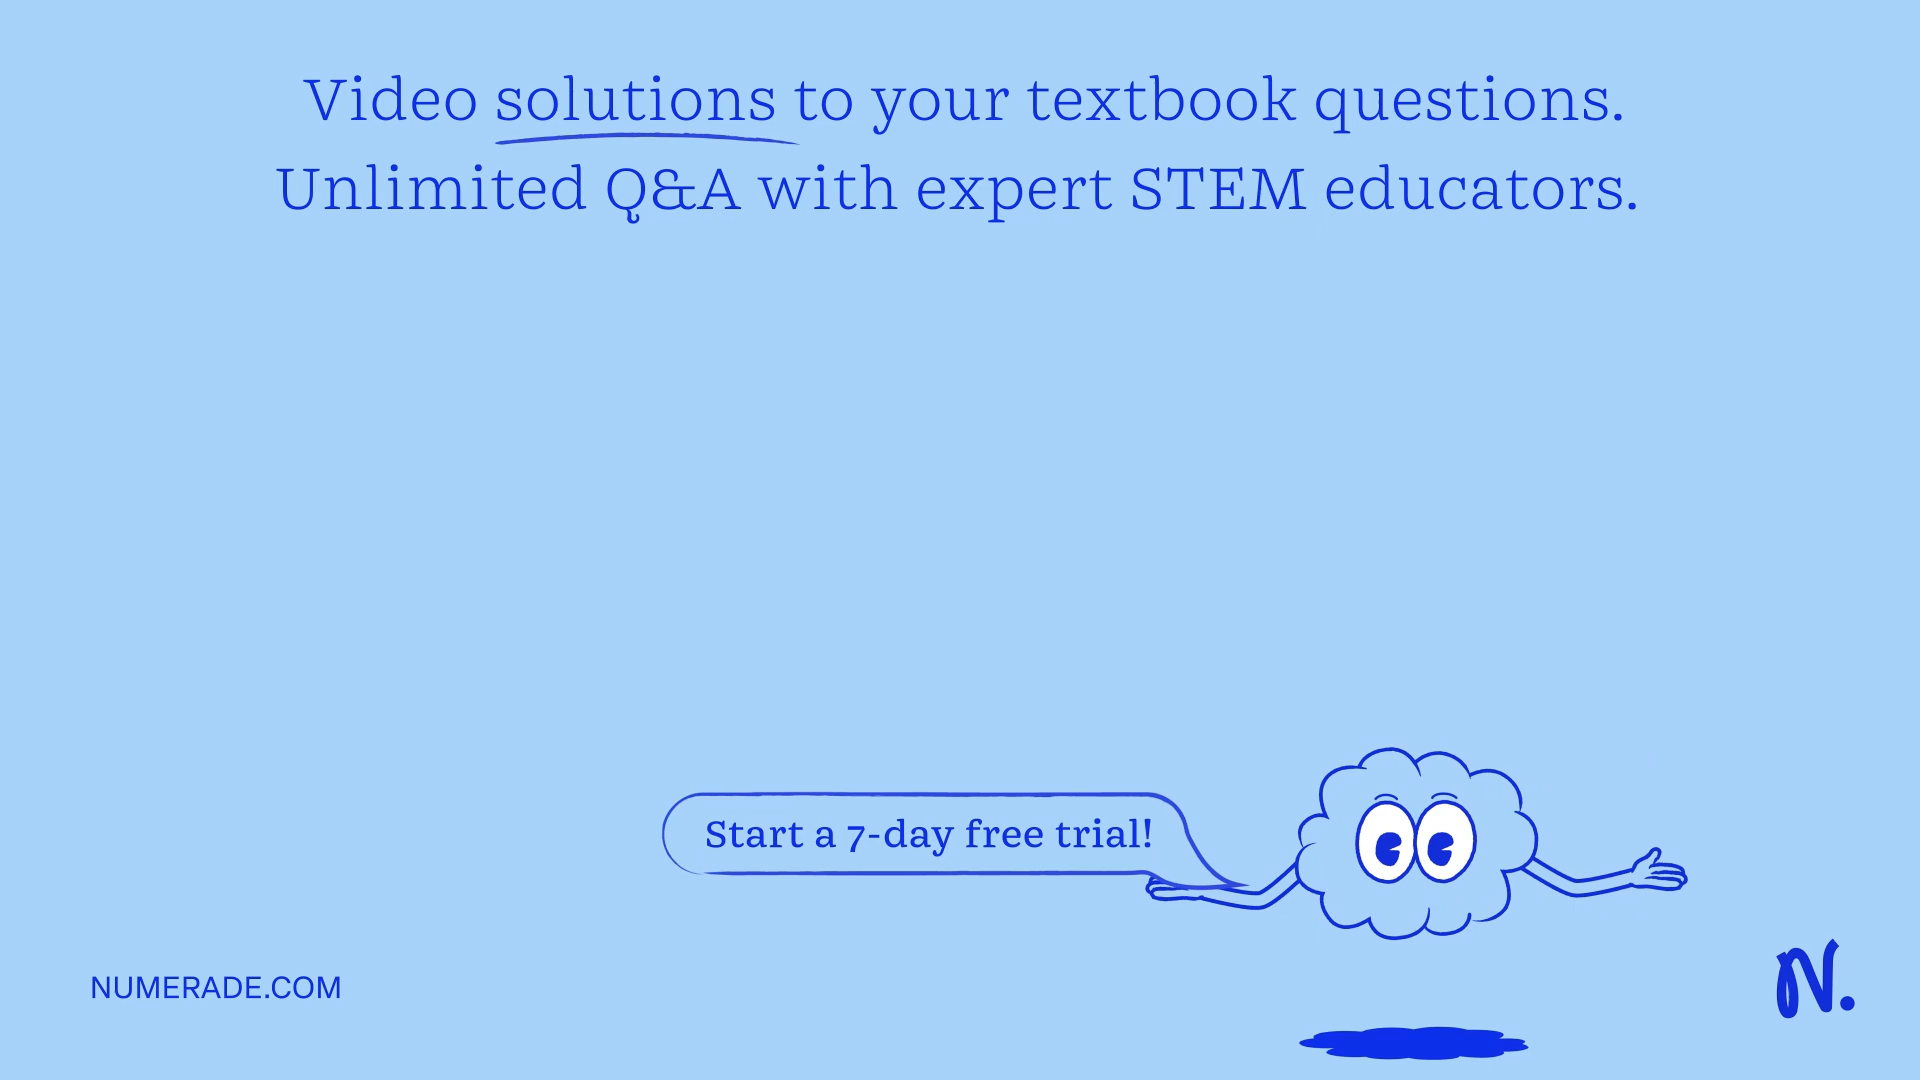 Video solutions to your textbook questions.
Unlimited Q&A with expert STEM educators.
Start a 7-day free trial!
NUMERADE.COM
N.